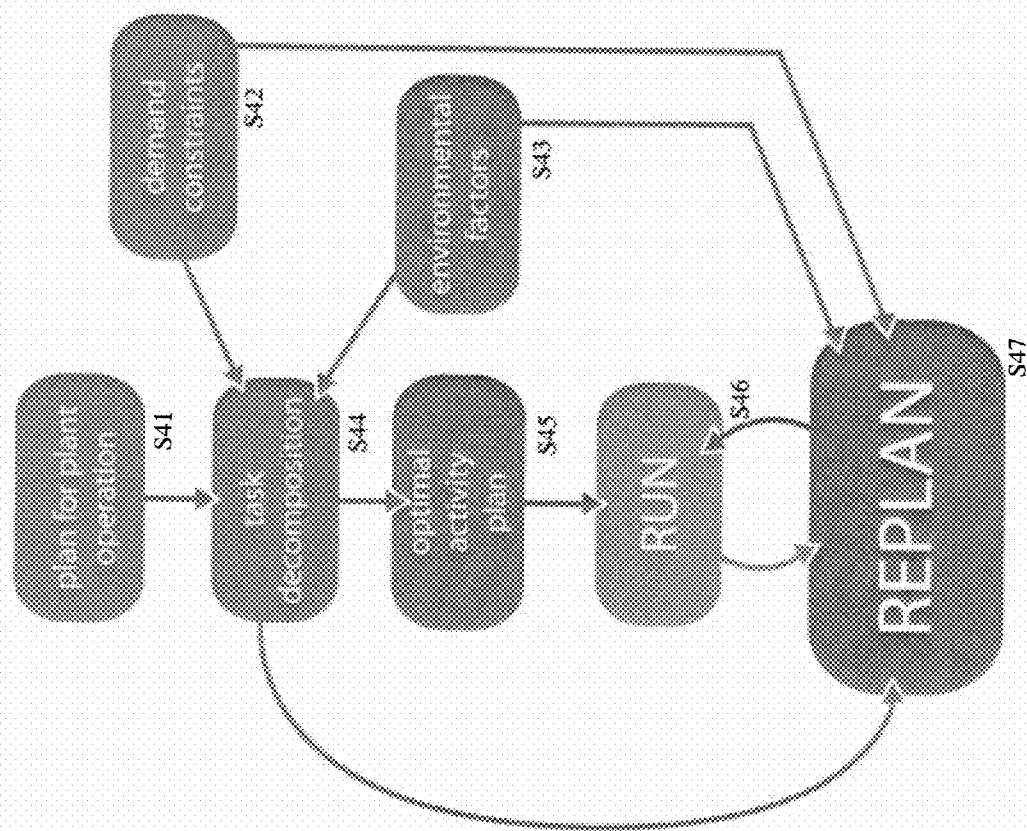 plan for plant
operation
S41
demand
constraints
S42
environmental
factors
S43
task
decomposition
S44
optimal
activity
plan
S45
RUN
S46
REPLAN
S47